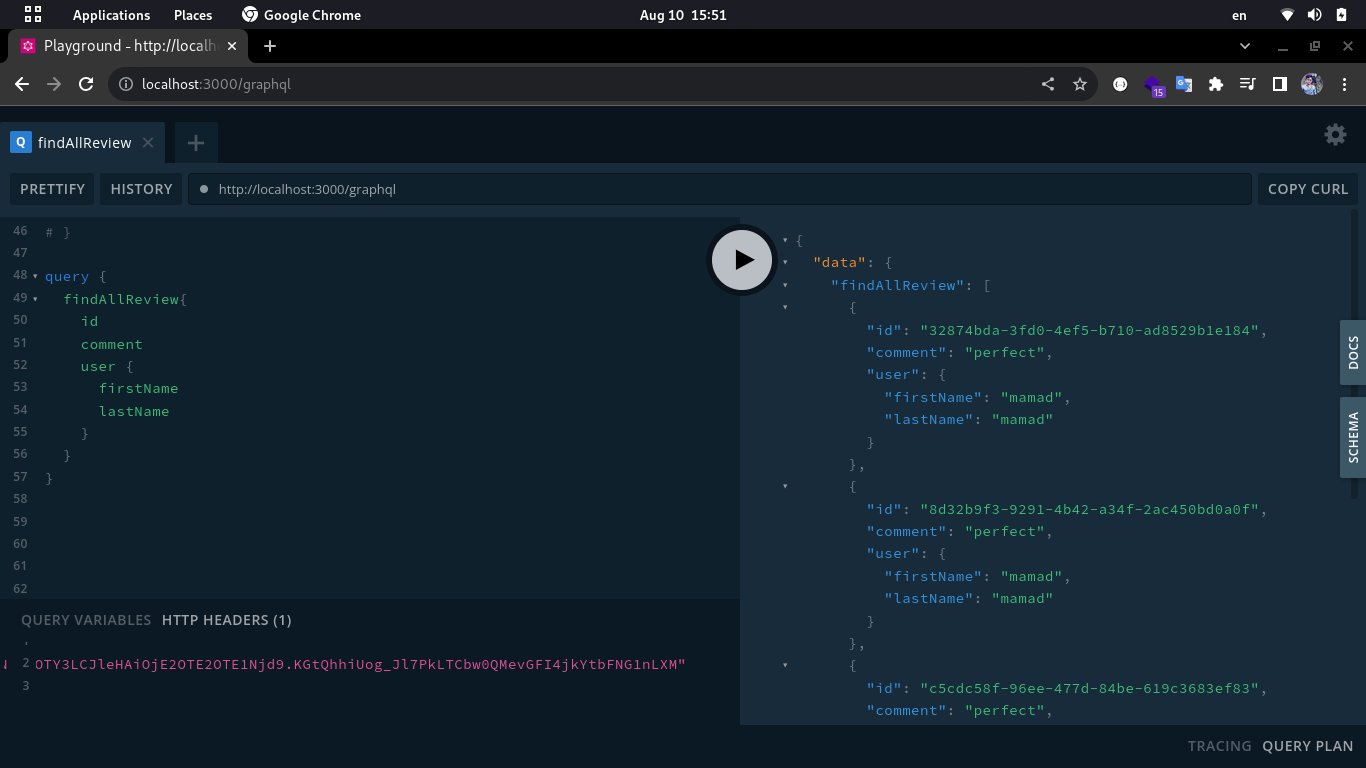 Applications Places Google Chrome Aug 10 15:51 en
Playground - http://localh
localhost:3000/graphql 15
Q findAllReview
PRETTIFY HISTORY http://localhost:3000/graphql COPY CURL
46 # }
47
48 query {
49 findAllReview{
50 id
51 comment
52 user {
53 firstName
54 lastName
55 }
56 }
57 }
58
59
60
61
62
QUERY VARIABLES HTTP HEADERS (1)
2 OTY3LCJleHAiOjE2OTE2OTE1Njd9.KGtQhhiUog_Jl7PkLTCbw0QMevGFI4jkYtbFNG1nLXM"
3
{
"data": {
"findAllReview": [
{
"id": "32874bda-3fd0-4ef5-b710-ad8529b1e184",
"comment": "perfect",
"user": {
"firstName": "mamad",
"lastName": "mamad"
}
},
{
"id": "8d32b9f3-9291-4b42-a34f-2ac450bd0a0f",
"comment": "perfect",
"user": {
"firstName": "mamad",
"lastName": "mamad"
}
},
{
"id": "c5cdc58f-96ee-477d-84be-619c3683ef83",
"comment": "perfect",
DOCS
SCHEMA
TRACING QUERY PLAN